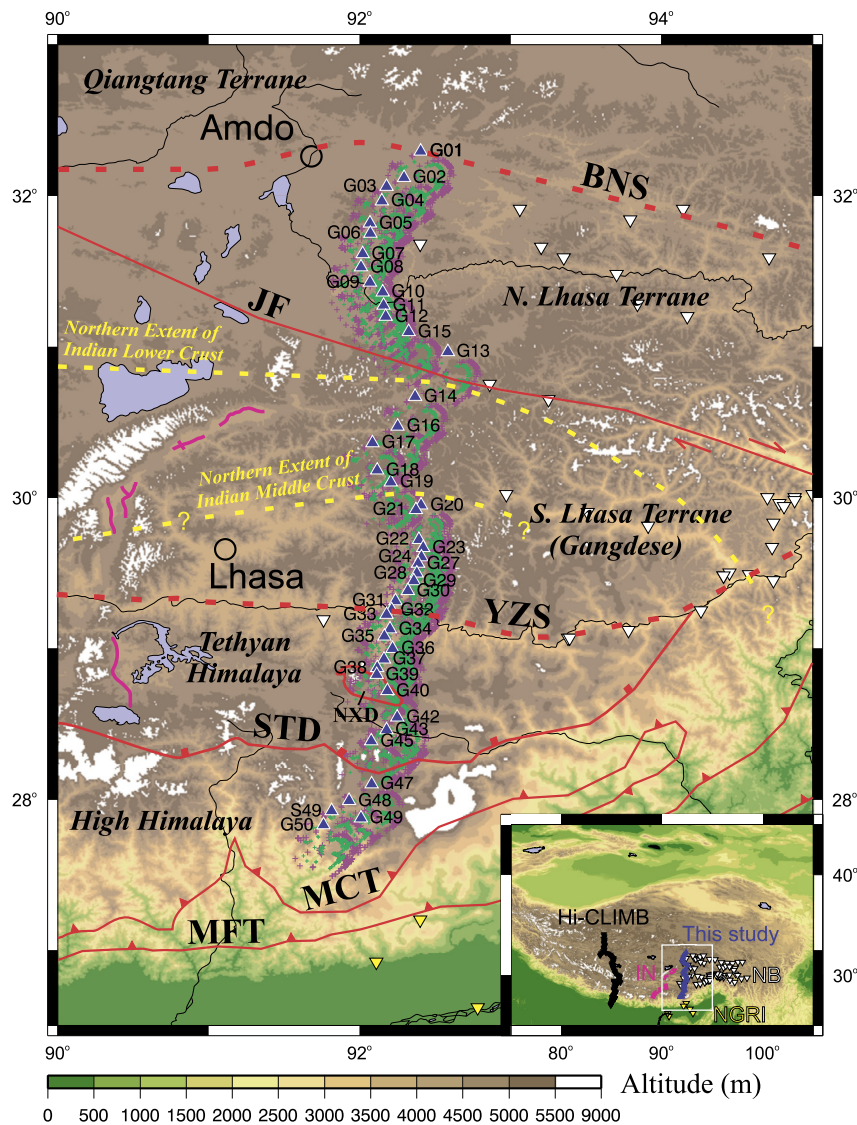 90° 92° 94°
Qiangtang Terrane
Amdo
G01
G02
G03
BNS
32°
G04
G05
G06
G07
G08
G09
G10
N. Lhasa Terrane
JF
G11
G12
G15
Northern Extent of
Indian Lower Crust
G13
G14
G16
G17
Northern Extent of
Indian Middle Crust
G18
G19
30°
G20
G21
?
?
S. Lhasa Terrane
(Gangdese)
G22
G23
G24
Lhasa
G27
G28
G29
G30
G31
G32
G33
YZS
?
G34
G35
Tethyan
Himalaya
G36
G37
G38
G39
G40
NXD
G42
STD
G43
G45
28°
G47
G48
S49
G49
G50
High Himalaya
MCT
MFT
40°
Hi-CLIMB
This study
IN
NB
30°
NGRI
90° 92° 80° 90° 100°
Altitude (m)
0 500 1000 1500 2000 2500 3000 3500 4000 4500 5000 5500 9000
32°
30°
28°